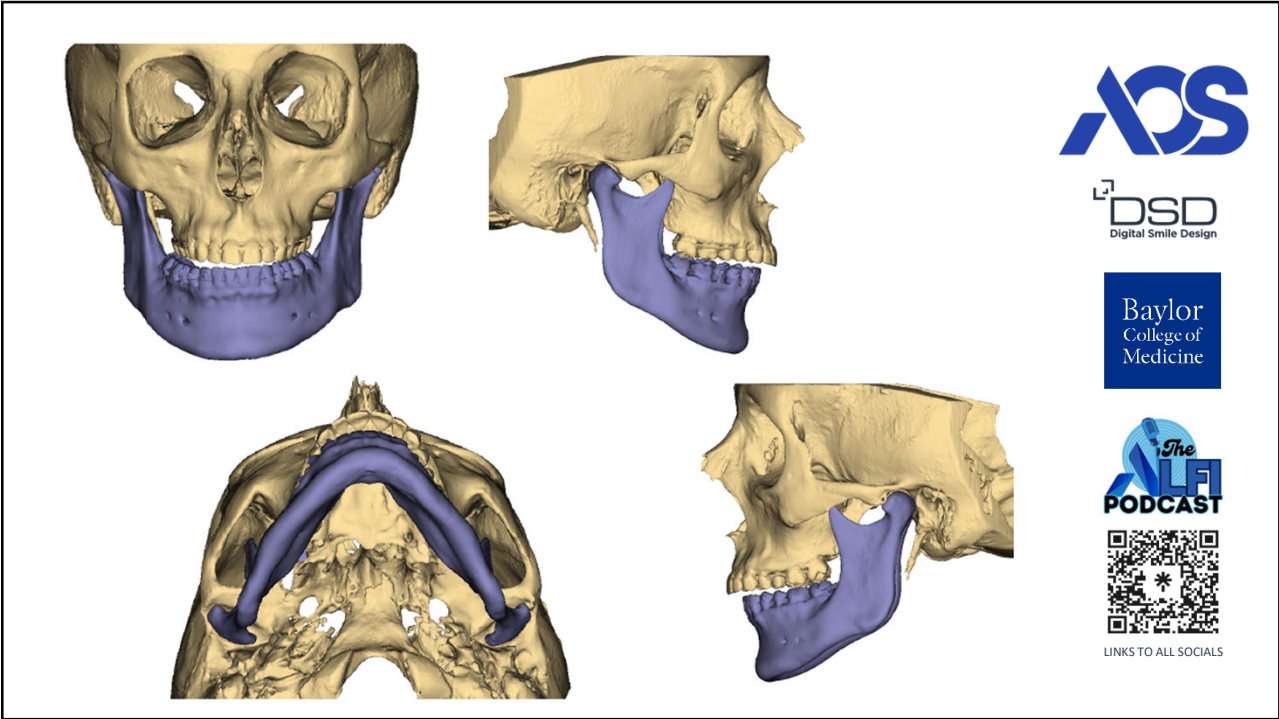 AOS
DSD
Digital Smile Design
Baylor
College of
Medicine
The
ALFI
PODCAST
LINKS TO ALL SOCIALS